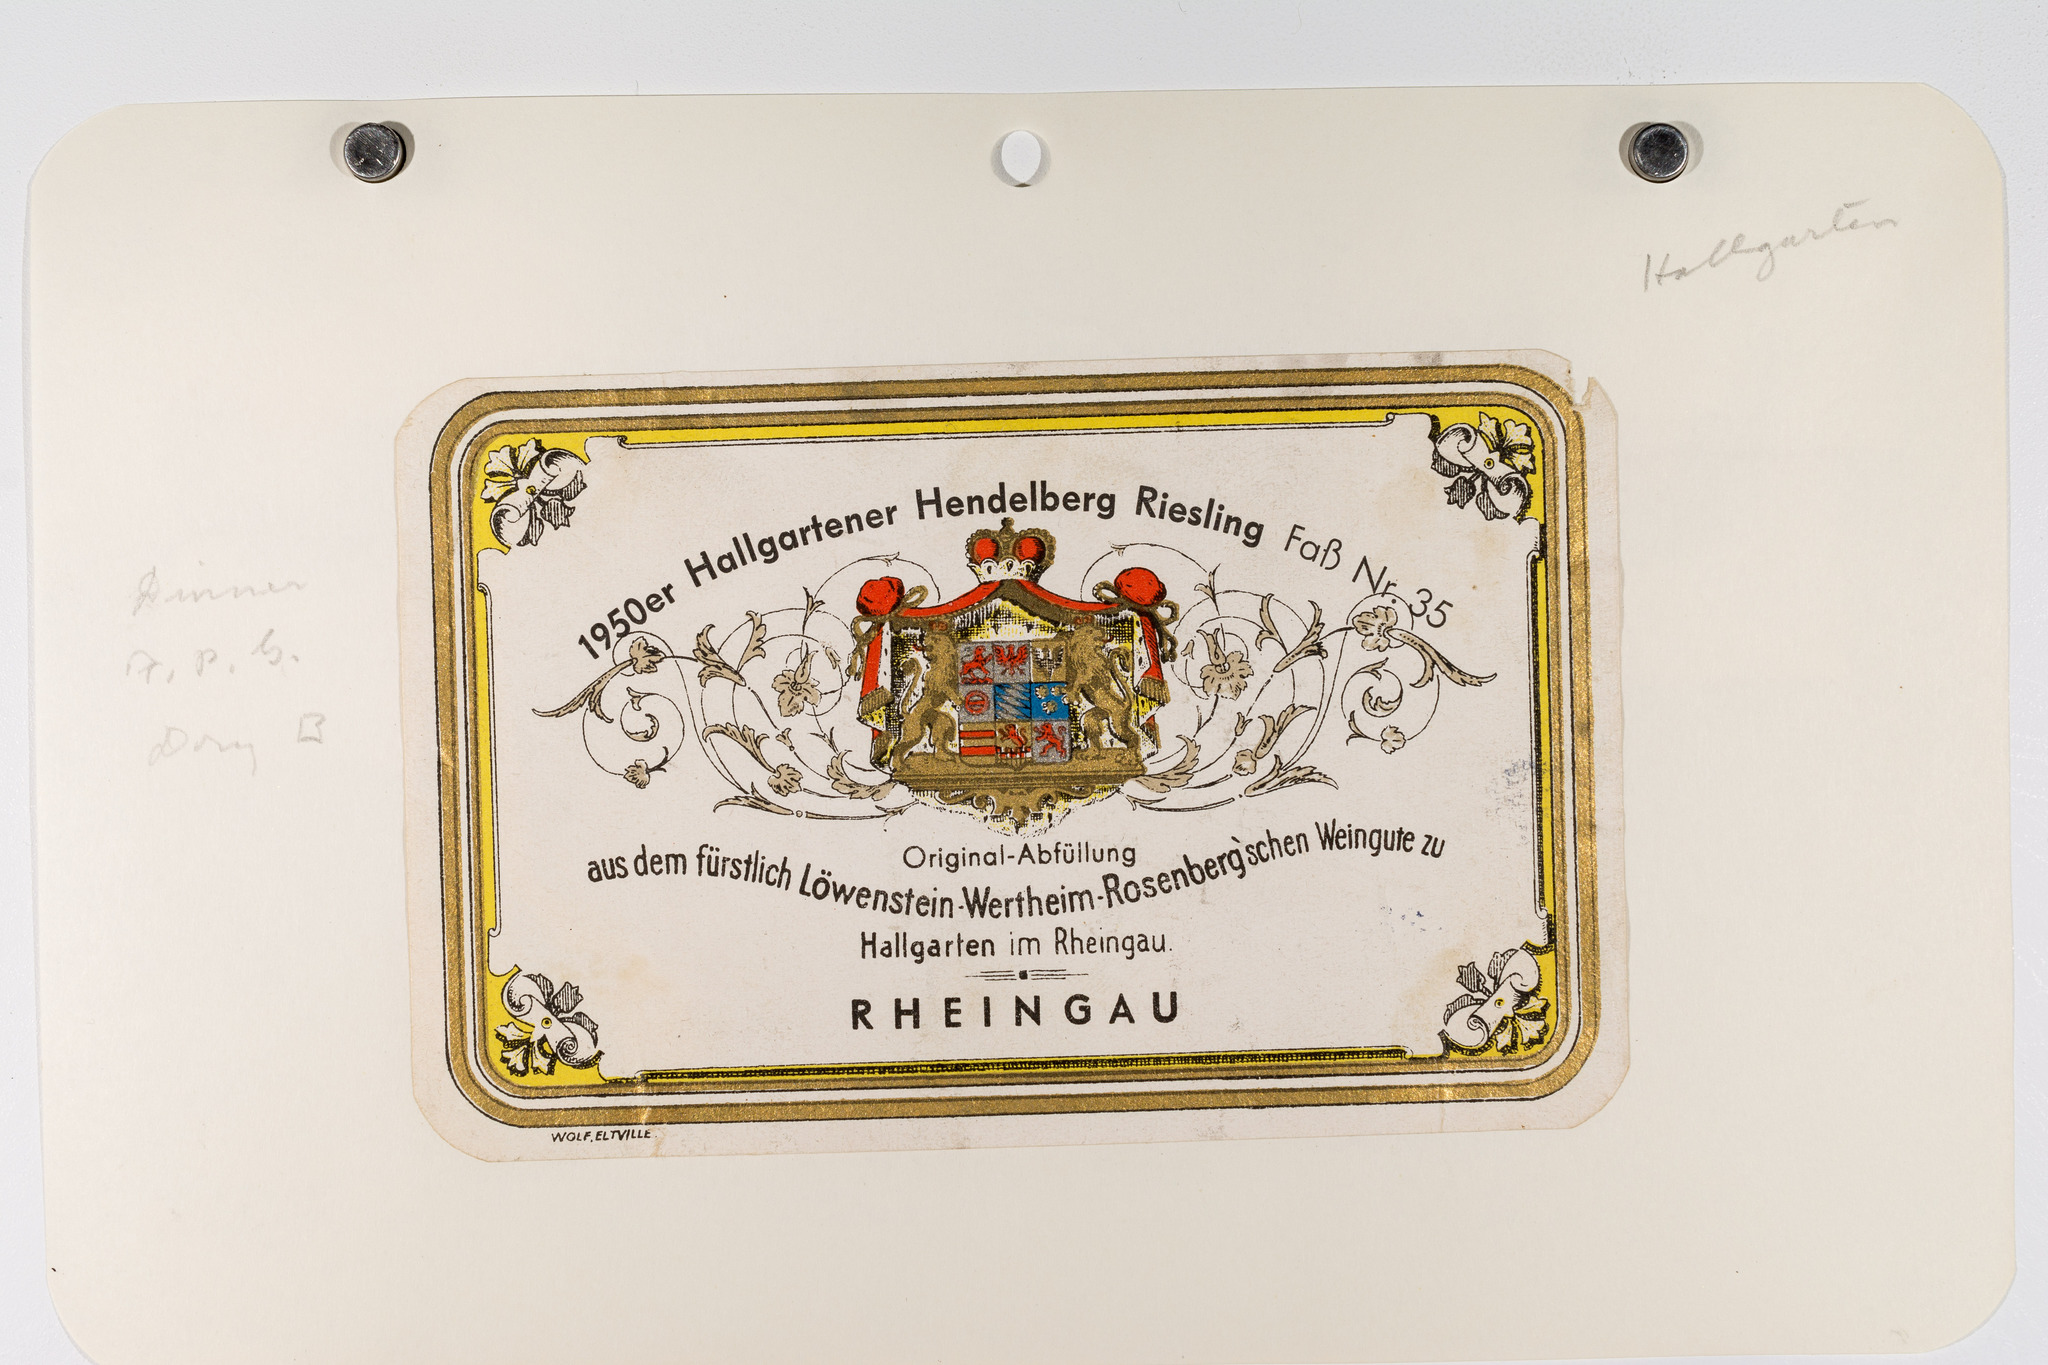 Hallgarten
1950er Hallgartener Hendelberg Riesling Faß Nr. 35
Dinner
Original-Abfüllung
aus dem fürstlich Löwenstein-Wertheim-Rosenberg'schen Weingute zu
Hallgarten im Rheingau.
RHEINGAU
WOLF, ELTVILLE.